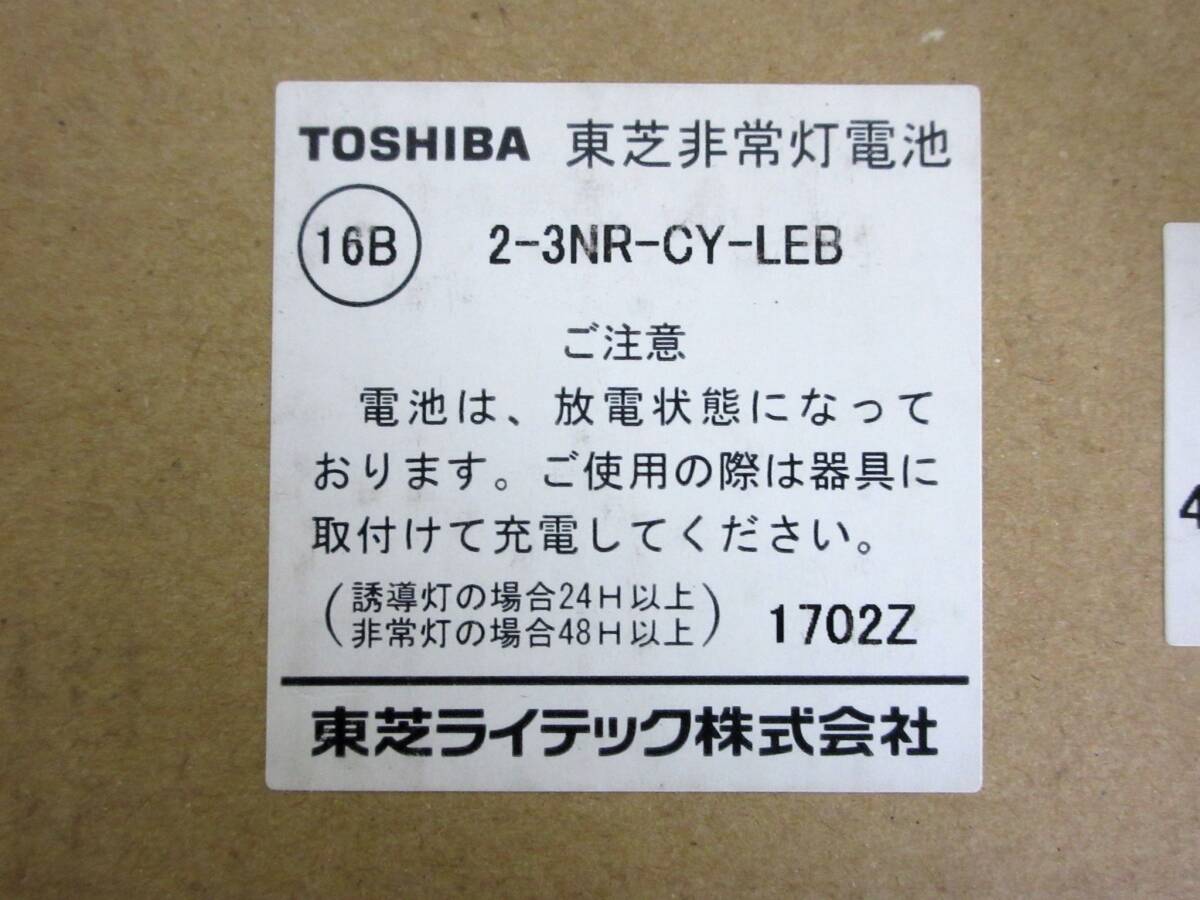 TOSHIBA 東芝非常灯電池
16B 2-3NR-CY-LEB
ご注意
電池は、放電状態になって
おります。ご使用の際は器具に
取付けて充電してください。
(誘導灯の場合24H以上
非常灯の場合48H以上) 1702Z
東芝ライテック株式会社
4